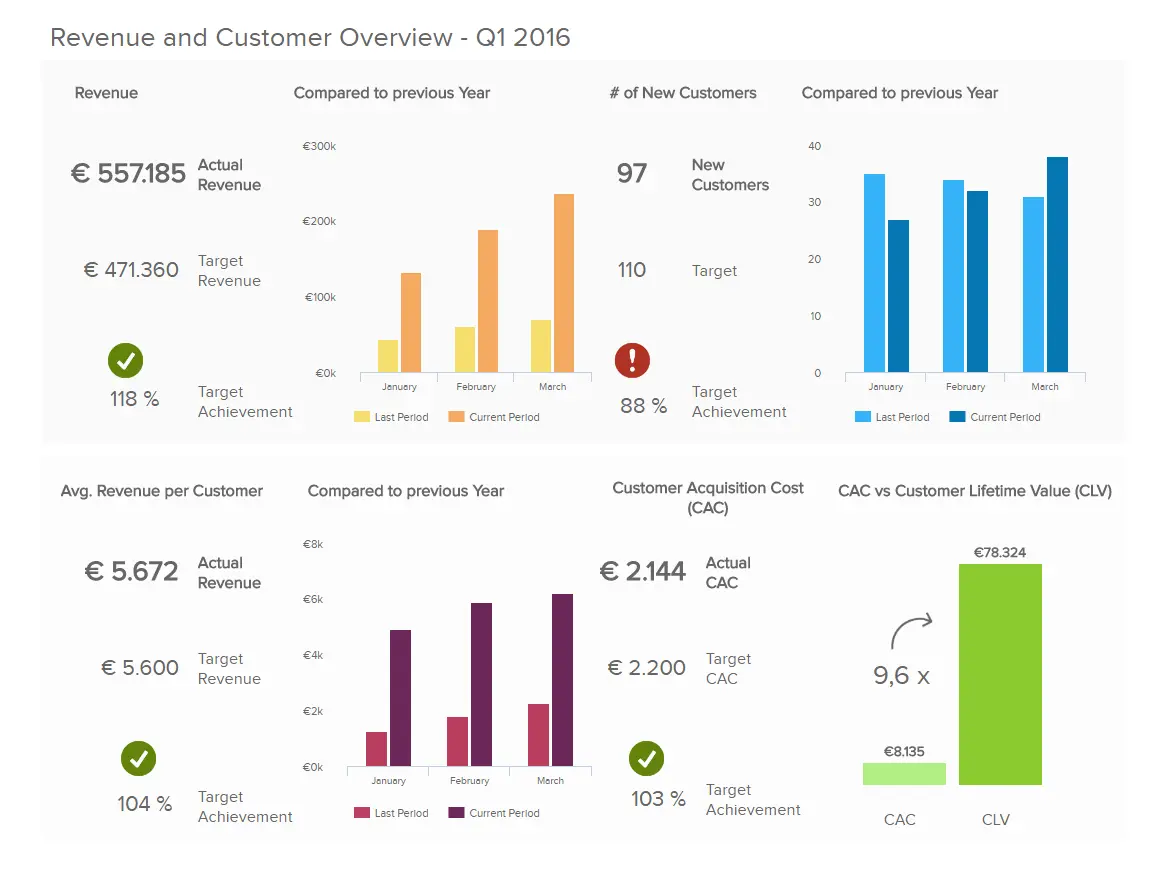 Revenue and Customer Overview - Q1 2016
Revenue
€ 557.185
Actual
Revenue
€ 471.360
Target
Revenue
118 %
Target
Achievement
Compared to previous Year
€300k
€200k
€100k
€0k
January
February
March
Last Period
Current Period
# of New Customers
97
New
Customers
110
Target
88 %
Target
Achievement
Compared to previous Year
40
30
20
10
0
January
February
March
Last Period
Current Period
Avg. Revenue per Customer
€ 5.672
Actual
Revenue
€ 5.600
Target
Revenue
104 %
Target
Achievement
Compared to previous Year
€8k
€6k
€4k
€2k
€0k
January
February
March
Last Period
Current Period
Customer Acquisition Cost
(CAC)
€ 2.144
Actual
CAC
€ 2.200
Target
CAC
103 %
Target
Achievement
CAC vs Customer Lifetime Value (CLV)
€78.324
9,6 x
€8.135
CAC
CLV